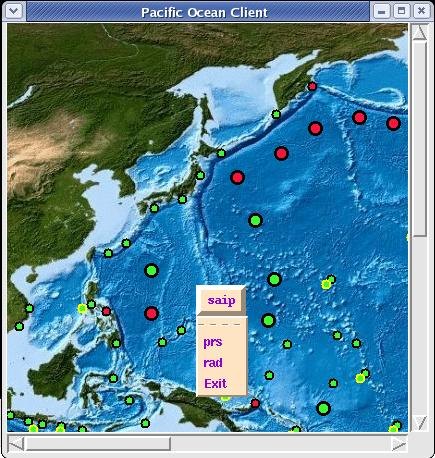 Pacific Ocean Client
saip
prs
rad
Exit